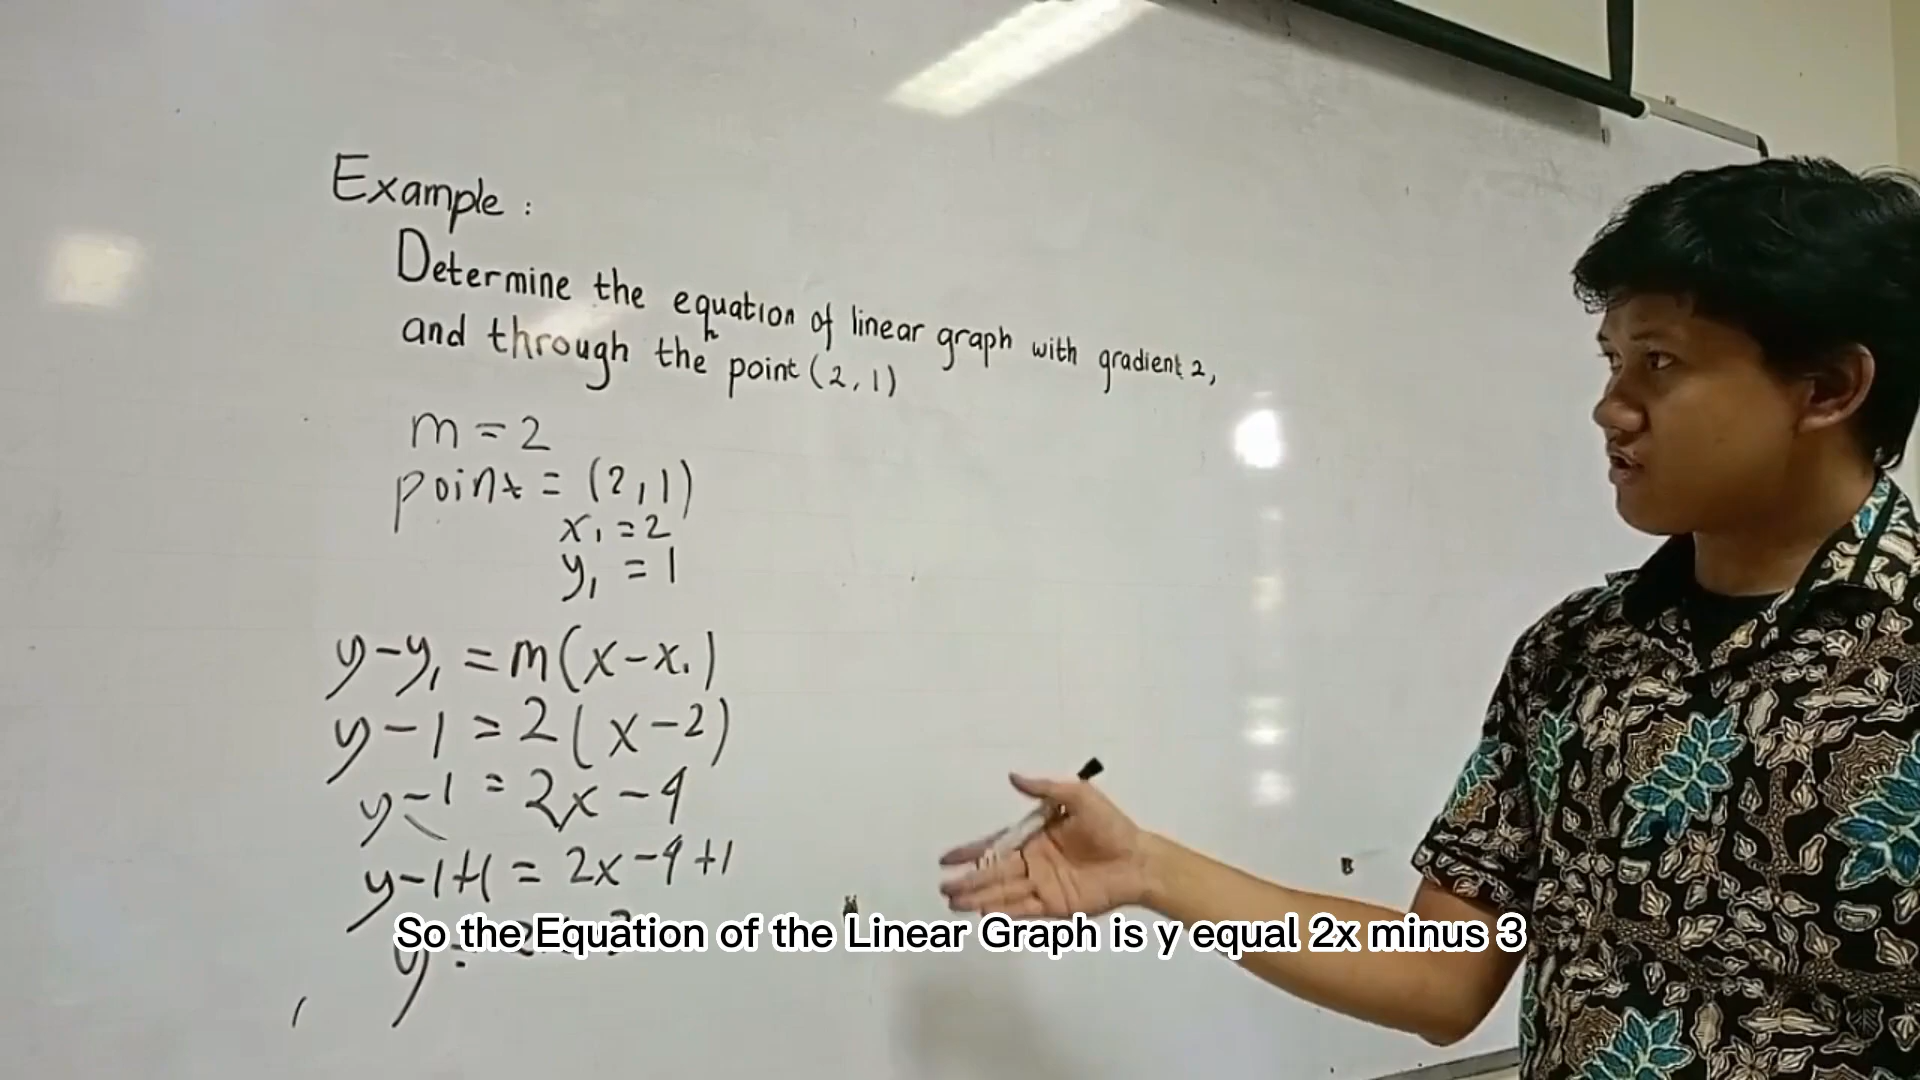 Example :
Determine the equation of linear graph with gradient 2,
and through the point (2, 1)
m = 2
point = (2,1)
x₁ = 2
y₁ = 1
y-y₁ = m(x-x₁)
y-1 = 2(x-2)
y-1 = 2x-4
y-1+1 = 2x-4+1
y =
So the Equation of the Linear Graph is y equal 2x minus 3